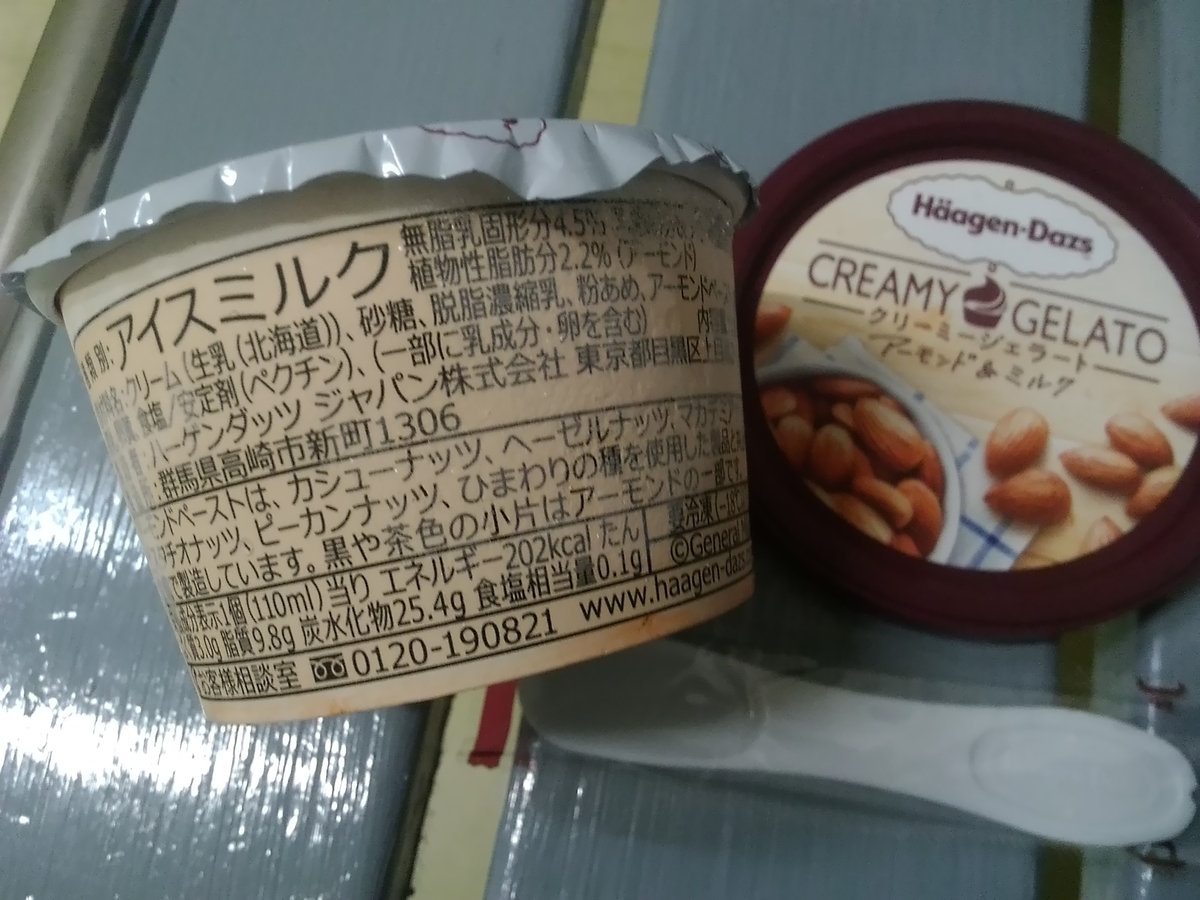 アイスミルク
無脂乳固形分4.5%
植物性脂肪分2.2%(アーモンド)
クリーム(生乳(北海道))、砂糖、脱脂濃縮乳、粉あめ、アーモンドペー
食塩/安定剤(ペクチン)、(一部に乳成分・卵を含む)
ハーゲンダッツ ジャパン株式会社 東京都目黒区
群馬県高崎市新町1306
ンドペーストは、カシューナッツ、ヘーゼルナッツ、マカデミ
チオナッツ、ピーカンナッツ、ひまわりの種を使用した
製造しています。黒や茶色の小片はアーモンドの一部で
要冷凍(-18
分表示1個(110ml)当り エネルギー202kcal たん
3.0g 脂質9.8g 炭水化物25.4g 食塩相当量0.1g
©General
お客様相談室 0120-190821 www.haagen-daz
Häagen-Dazs
CREAMY GELATO
クリーミージェラート
アーモンド&ミルク